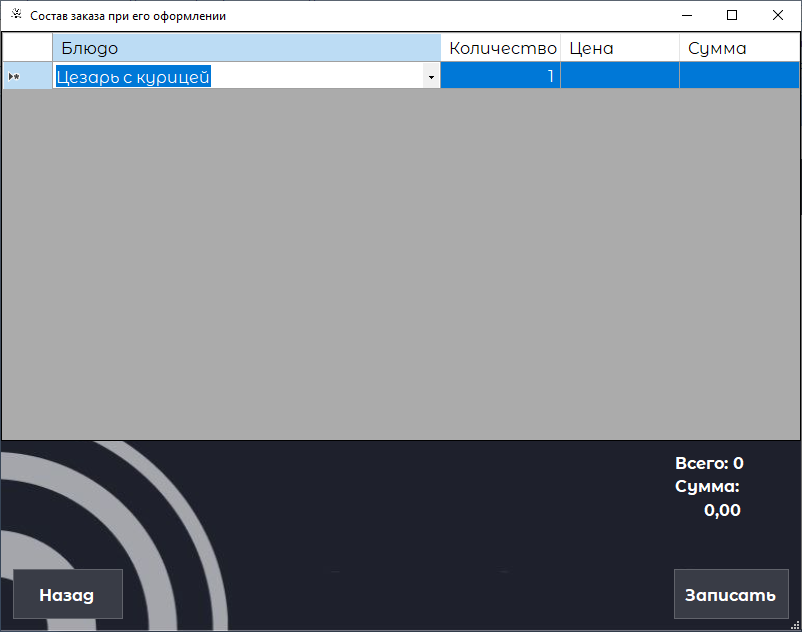 Состав заказа при его оформлении
Блюдо Количество Цена Сумма
Цезарь с курицей 1
Всего: 0
Сумма:
0,00
Назад Записать